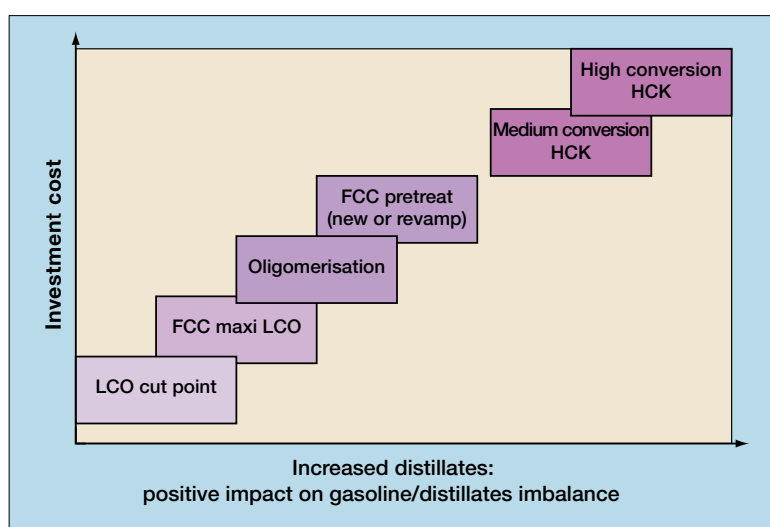 High conversion
HCK
Medium conversion
HCK
FCC pretreat
(new or revamp)
Oligomerisation
FCC maxi LCO
LCO cut point
Investment cost
Increased distillates:
positive impact on gasoline/distillates imbalance